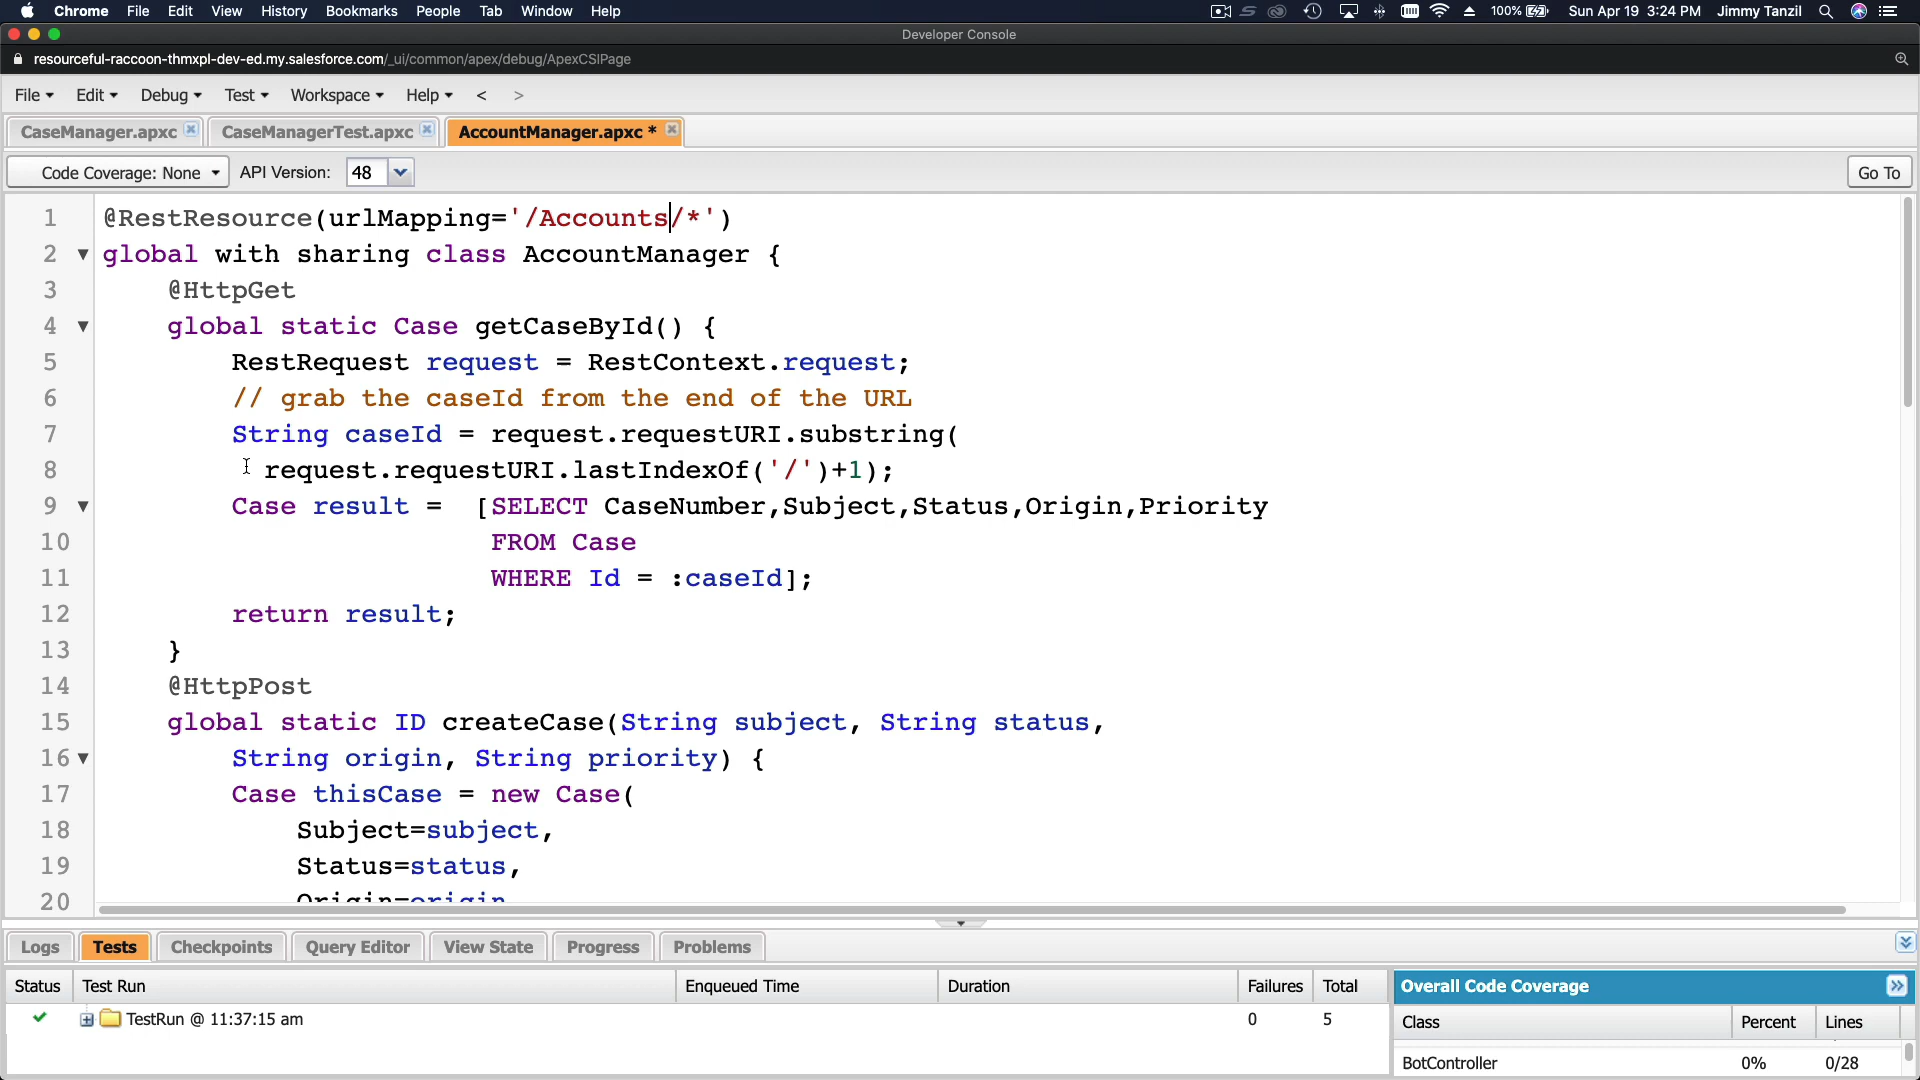 Chrome File Edit View History Bookmarks People Tab Window Help 100% Sun Apr 19 3:24 PM Jimmy Tanzil
Developer Console
resourceful-raccoon-thmxpl-dev-ed.my.salesforce.com/_ui/common/apex/debug/ApexCSIPage
File Edit Debug Test Workspace Help < >
CaseManager.apxc CaseManagerTest.apxc AccountManager.apxc *
Code Coverage: None API Version: 48 Go To
1 @RestResource(urlMapping='/Accounts/*')
2 global with sharing class AccountManager {
3 @HttpGet
4 global static Case getCaseById() {
5 RestRequest request = RestContext.request;
6 // grab the caseId from the end of the URL
7 String caseId = request.requestURI.substring(
8 request.requestURI.lastIndexOf('/')+1);
9 Case result = [SELECT CaseNumber,Subject,Status,Origin,Priority
10 FROM Case
11 WHERE Id = :caseId];
12 return result;
13 }
14 @HttpPost
15 global static ID createCase(String subject, String status,
16 String origin, String priority) {
17 Case thisCase = new Case(
18 Subject=subject,
19 Status=status,
20 Origin=origin
Logs Tests Checkpoints Query Editor View State Progress Problems
Status Test Run Enqueued Time Duration Failures Total Overall Code Coverage
TestRun @ 11:37:15 am 0 5 Class Percent Lines
BotController 0% 0/28